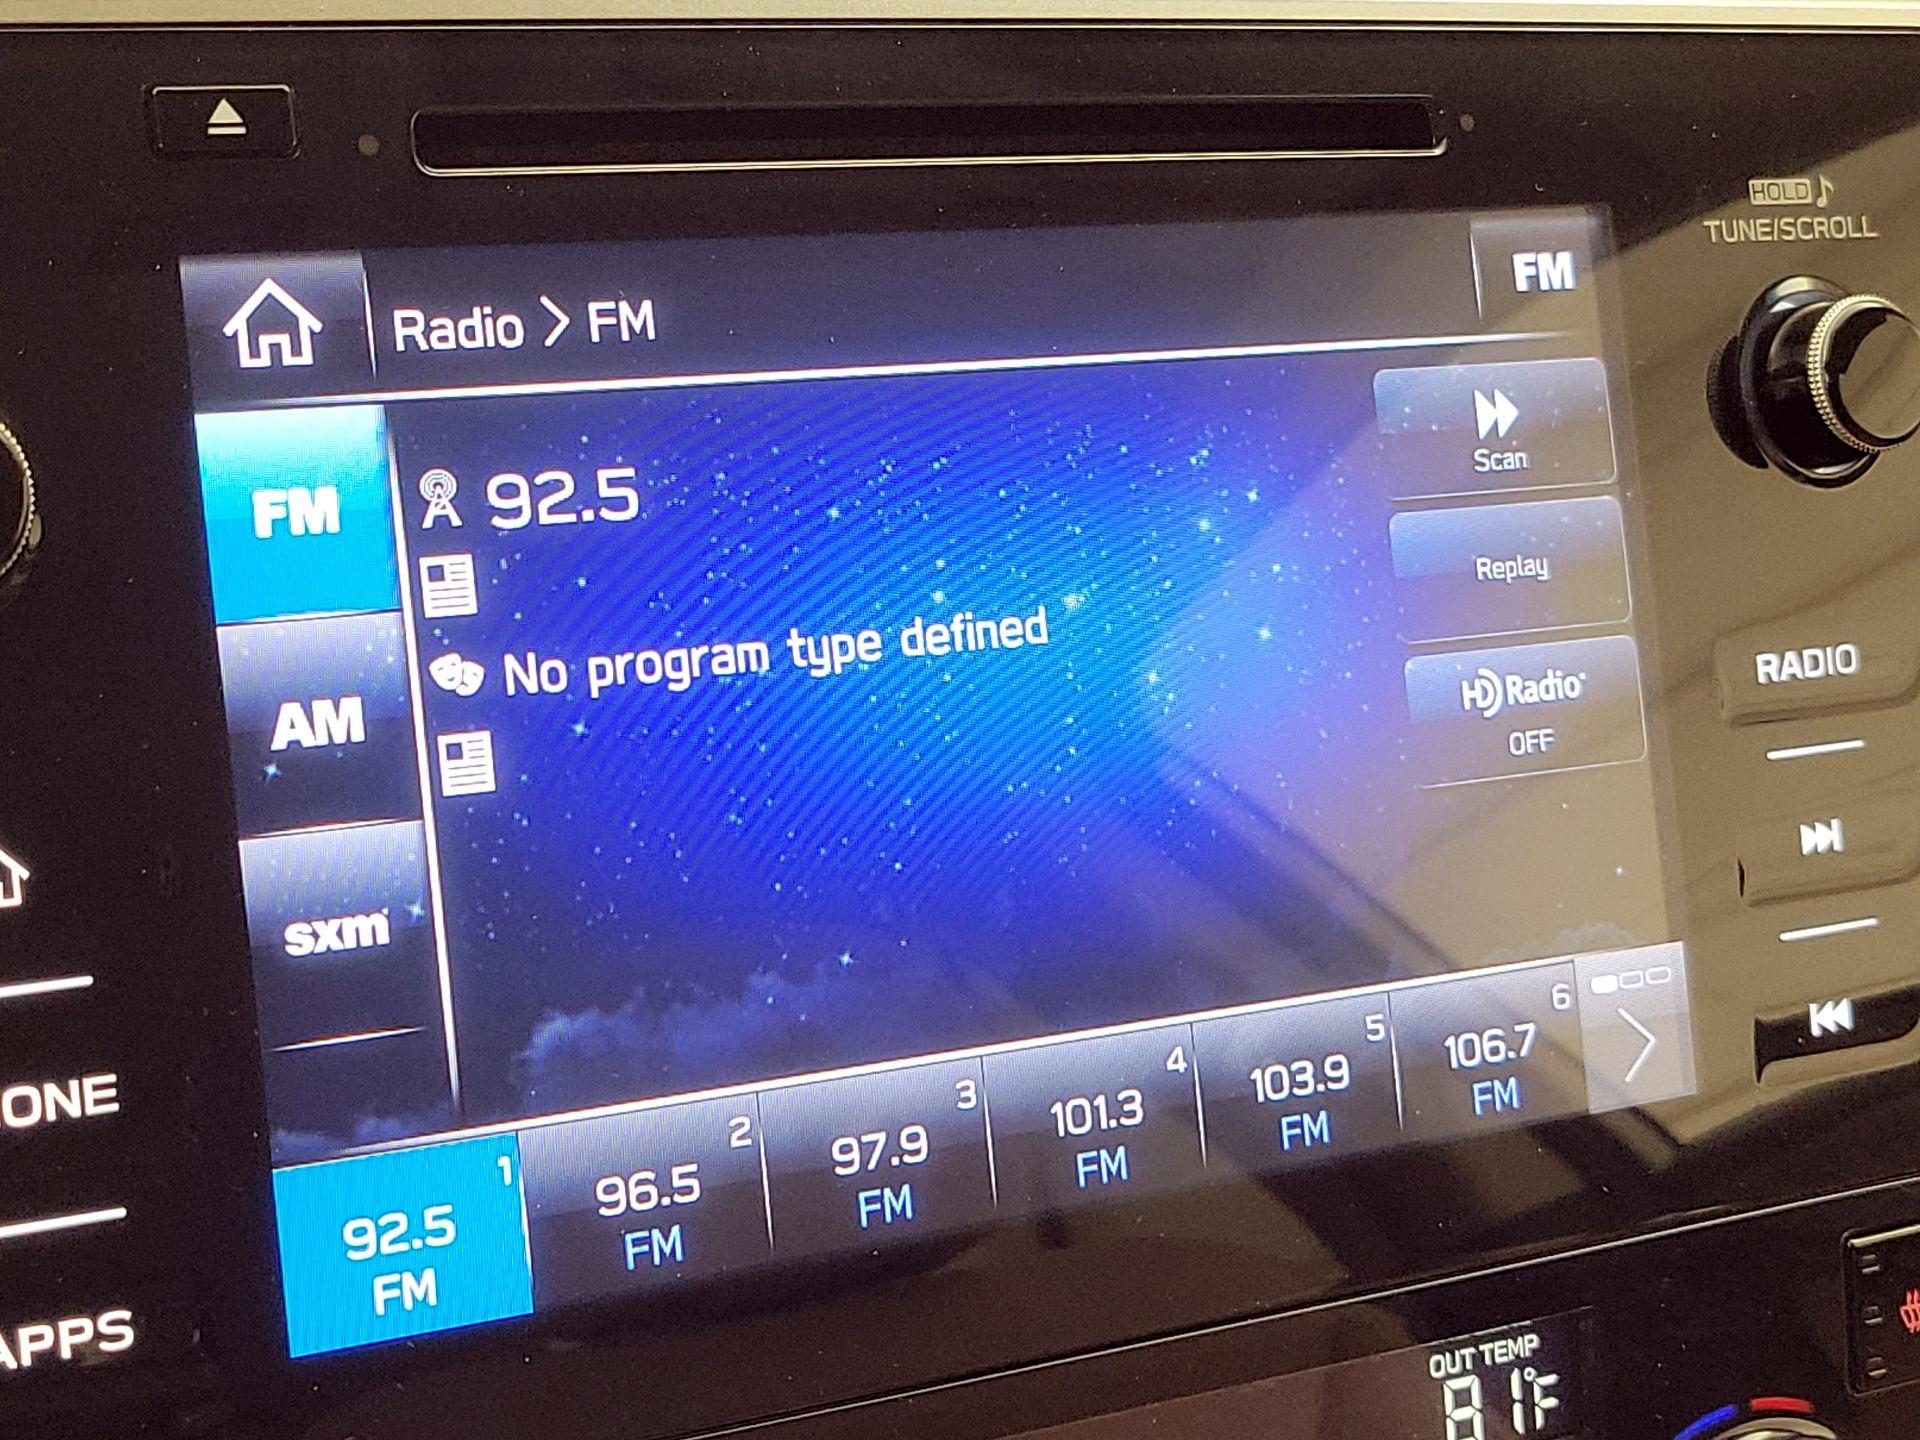 HOLD
TUNE/SCROLL
Radio > FM
FM
FM
92.5
Scan
Replay
No program type defined
HD Radio
OFF
RADIO
AM
sxm
ONE
APPS
1
92.5
FM
2
96.5
FM
3
97.9
FM
4
101.3
FM
5
103.9
FM
6
106.7
FM
OUT TEMP
81°F